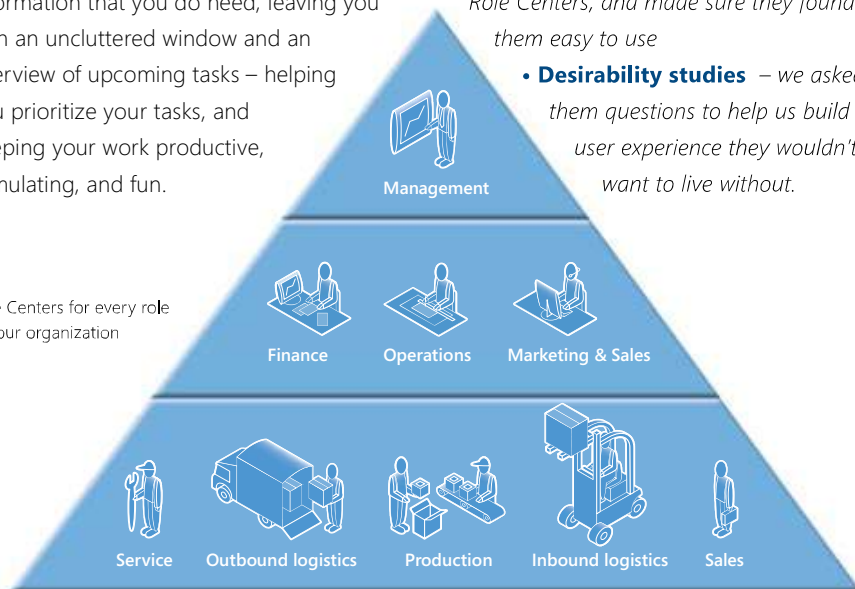 formation that you do need, leaving you
an uncluttered window and an
erview of upcoming tasks – helping
prioritize your tasks, and
eping your work productive,
mulating, and fun.
Role Centers, and made sure they found
them easy to use
• Desirability studies – we asked
them questions to help us build
user experience they wouldn't
want to live without.
Centers for every role
our organization
Management
Finance Operations Marketing & Sales
Service Outbound logistics Production Inbound logistics Sales